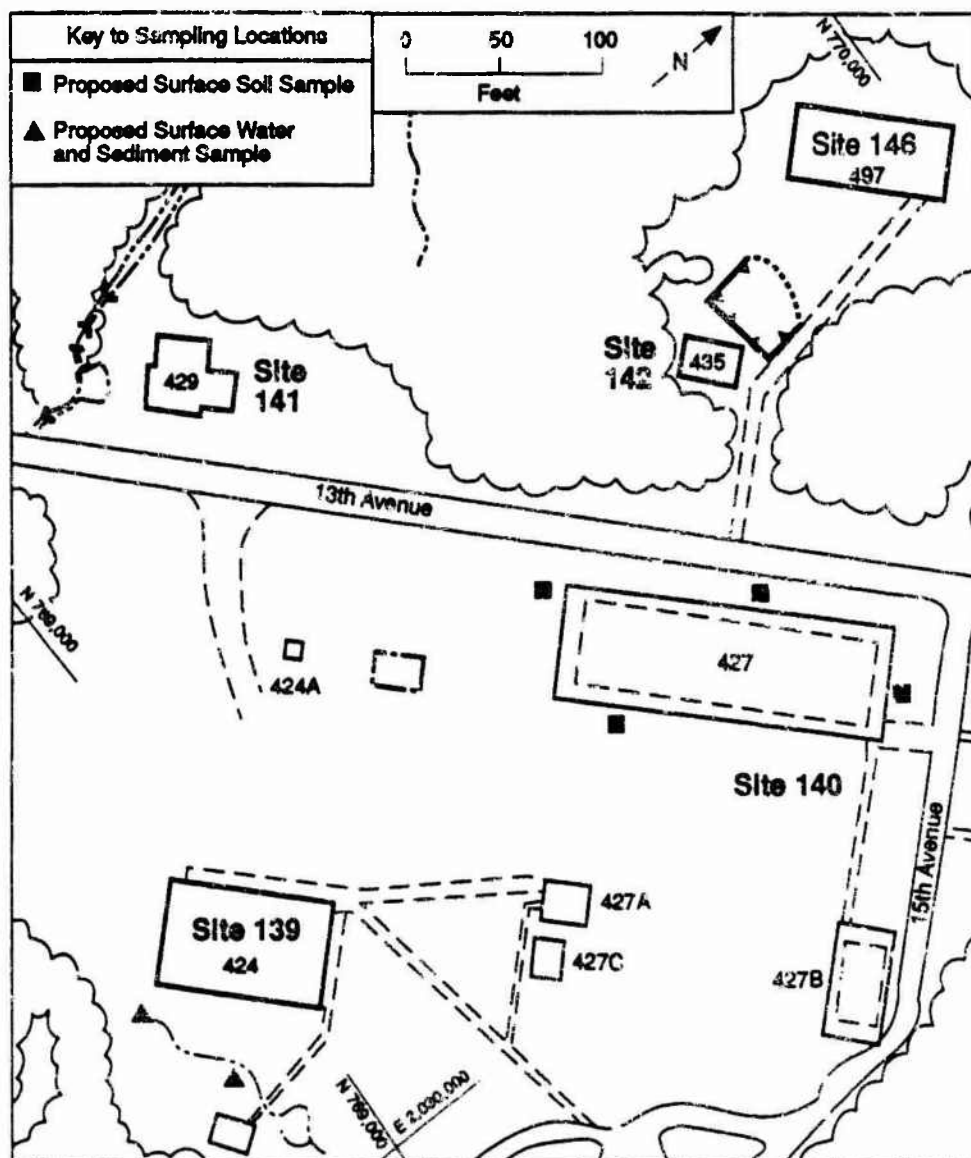 Key to Sampling Locations
Proposed Surface Soil Sample
Proposed Surface Water
and Sediment Sample
0 50 100
Feet
N
N 770,000
Site 146
497
Site
142
435
429
Site
141
13th Avenue
N 769,000
424A
427
Site 140
15th Avenue
Site 139
424
427A
427C
427B
N 769,000
E 2,030,000